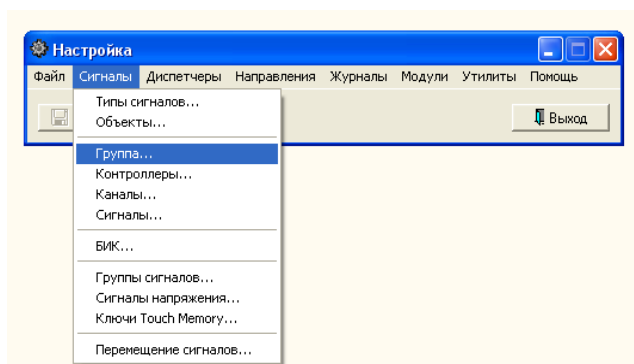 Настройка
Файл Сигналы Диспетчеры Направления Журналы Модули Утилиты Помощь
Типы сигналов...
Объекты...
Выход
Группа...
Контроллеры...
Каналы...
Сигналы...
БИК...
Группы сигналов...
Сигналы напряжения...
Ключи Touch Memory...
Перемещение сигналов...